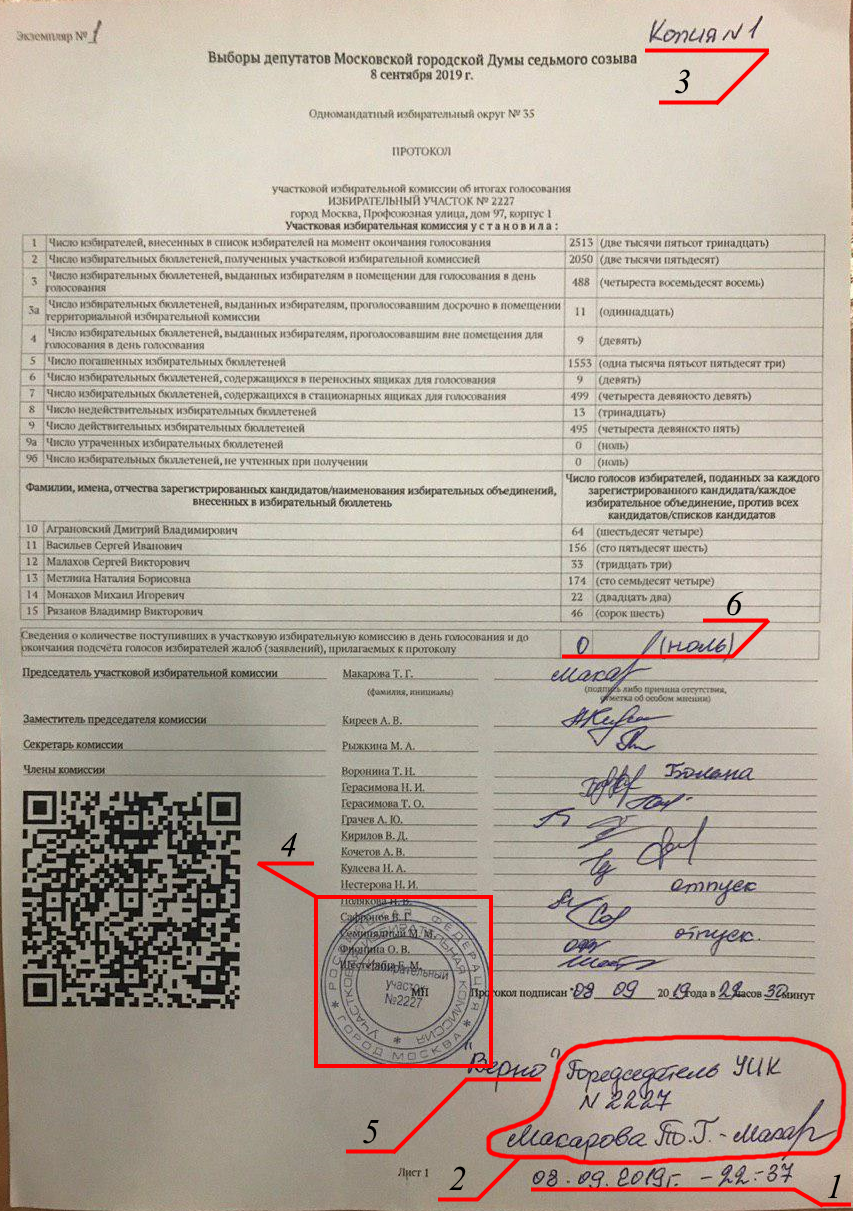 Экземпляр № 1
Копия N 1
3
Выборы депутатов Московской городской Думы седьмого созыва
8 сентября 2019 г.
Одномандатный избирательный округ № 35
ПРОТОКОЛ
участковой избирательной комиссии об итогах голосования
ИЗБИРАТЕЛЬНЫЙ УЧАСТОК № 2227
город Москва, Профсоюзная улица, дом 97, корпус 1
Участковая избирательная комиссия у с т а н о в и л а :
1 Число избирателей, внесенных в список избирателей на момент окончания голосования 2513 (две тысячи пятьсот тринадцать)
2 Число избирательных бюллетеней, полученных участковой избирательной комиссией 2050 (две тысячи пятьдесят)
3 Число избирательных бюллетеней, выданных избирателям в помещении для голосования в день
голосования 488 (четыреста восемьдесят восемь)
3а Число избирательных бюллетеней, выданных избирателям, проголосовавшим досрочно в помещении
территориальной избирательной комиссии 11 (одиннадцать)
4 Число избирательных бюллетеней, выданных избирателям, проголосовавшим вне помещения для
голосования в день голосования 9 (девять)
5 Число погашенных избирательных бюллетеней 1553 (одна тысяча пятьсот пятьдесят три)
6 Число избирательных бюллетеней, содержащихся в переносных ящиках для голосования 9 (девять)
7 Число избирательных бюллетеней, содержащихся в стационарных ящиках для голосования 499 (четыреста девяносто девять)
8 Число недействительных избирательных бюллетеней 13 (тринадцать)
9 Число действительных избирательных бюллетеней 495 (четыреста девяносто пять)
9а Число утраченных избирательных бюллетеней 0 (ноль)
9б Число избирательных бюллетеней, не учтенных при получении 0 (ноль)
Фамилии, имена, отчества зарегистрированных кандидатов/наименования избирательных объединений,
внесенных в избирательный бюллетень
Число голосов избирателей, поданных за каждого
зарегистрированного кандидата/каждое
избирательное объединение, против всех
кандидатов/списков кандидатов
10 Аграновский Дмитрий Владимирович 64 (шестьдесят четыре)
11 Васильев Сергей Иванович 156 (сто пятьдесят шесть)
12 Малахов Сергей Викторович 33 (тридцать три)
13 Метлина Наталия Борисовна 174 (сто семьдесят четыре)
14 Монахов Михаил Игоревич 22 (двадцать два)
15 Рязанов Владимир Викторович 46 (сорок шесть)
6
Сведения о количестве поступивших в участковую избирательную комиссию в день голосования и до
окончания подсчёта голосов избирателей жалоб (заявлений), прилагаемых к протоколу 0 (ноль)
Председатель участковой избирательной комиссии Макарова Т. Г. Макар
(фамилия, инициалы) (подпись либо причина отсутствия,
отметка об особом мнении)
Заместитель председателя комиссии Киреев А. В.
Секретарь комиссии Рыжкина М. А.
Члены комиссии Воронина Т. Н.
Герасимова Н. И.
Герасимова Т. О.
Грачев А. Ю.
Кирилов В. Д.
Кочетов А. В.
4
Кулеева Н. А.
Нестерова Н. И. отпуск
Полякова Н. В.
Сафронов В. Г.
Семипядный М. М. отпуск.
Фионина О. В.
Шестерина Е. М.
РОССИЙСКАЯ ФЕДЕРАЦИЯ
ГОРОД МОСКВА
УЧАСТКОВАЯ ИЗБИРАТЕЛЬНАЯ КОМИССИЯ
Избирательный
участок
№2227
МП Протокол подписан "08 09 2019 года в 22 часов 30 минут
"Верно" Председатель УИК
N 2227
5
Макарова Т.Г. - Макар
2
08.09.2019г. - 22-37
1
Лист 1